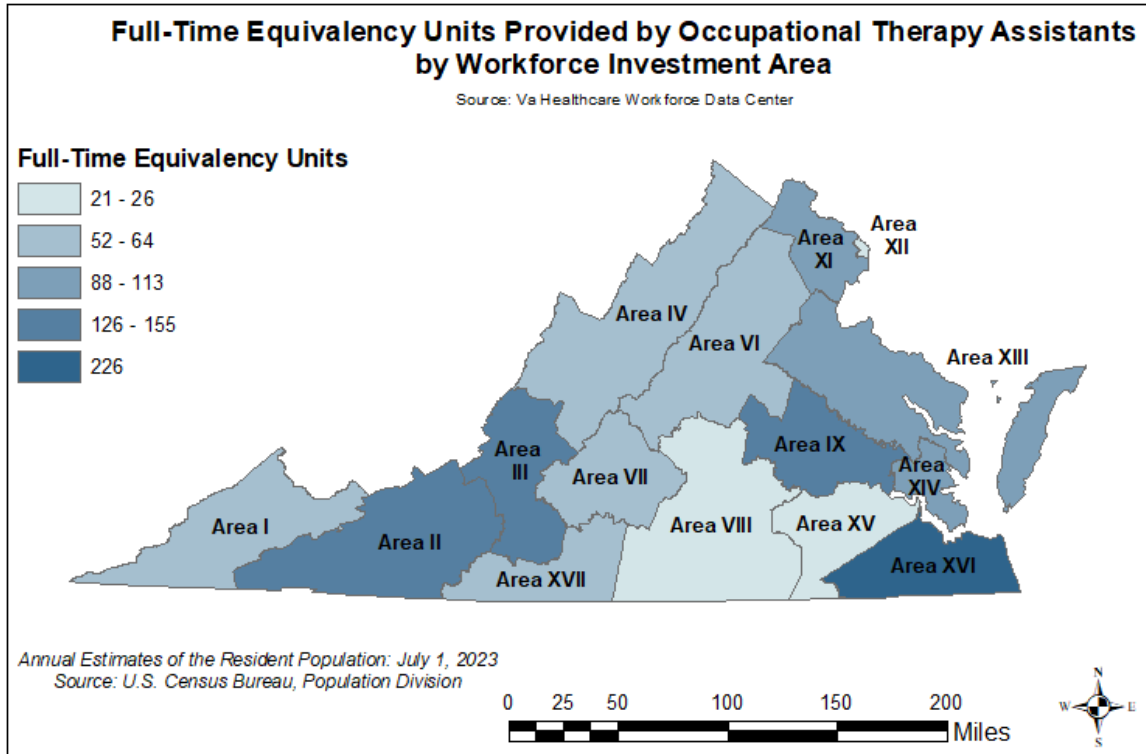 Full-Time Equivalency Units Provided by Occupational Therapy Assistants
by Workforce Investment Area
Source: Va Healthcare Workforce Data Center
Full-Time Equivalency Units
21 - 26
52 - 64
88 - 113
126 - 155
226
Area
XII
Area
XI
Area IV
Area VI
Area XIII
Area
III
Area IX
Area VII
Area
XIV
Area I
Area II
Area VIII
Area XV
Area XVI
Area XVII
Annual Estimates of the Resident Population: July 1, 2023
Source: U.S. Census Bureau, Population Division
0 25 50 100 150 200
Miles
N
W E
S